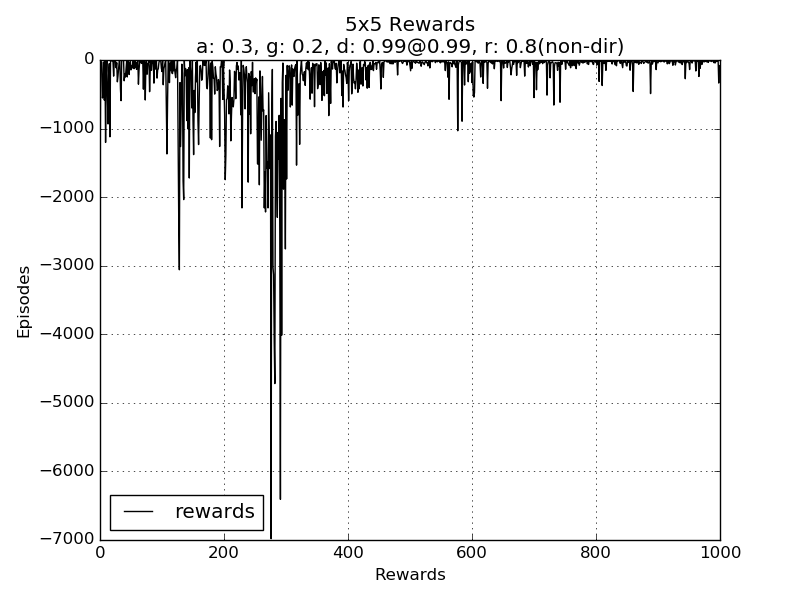 5x5 Rewards
a: 0.3, g: 0.2, d: 0.99@0.99, r: 0.8(non-dir)
0
−1000
−2000
−3000
−4000
−5000
−6000
−7000
Episodes
rewards
0 200 400 600 800 1000
Rewards